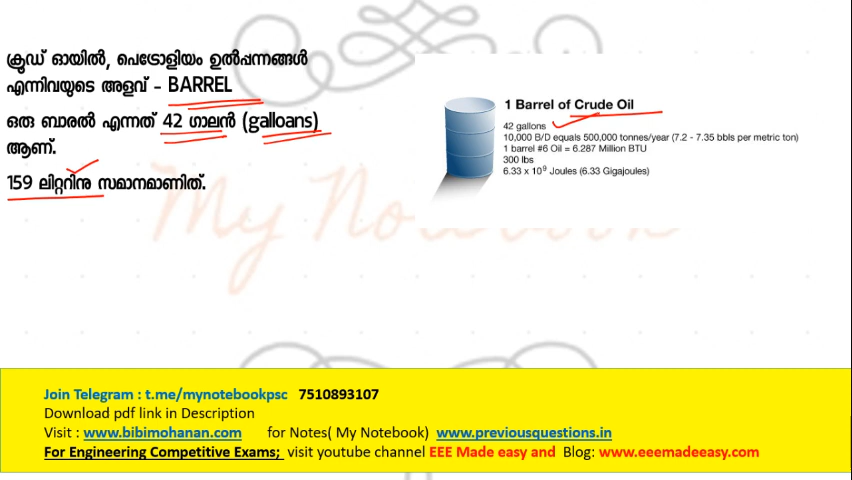 ക്രൂഡ് ഓയിൽ, പെട്രോളിയം ഉൽപ്പന്നങ്ങൾ
എന്നിവയുടെ അളവ് - BARREL
ഒരു ബാരൽ എന്നത് 42 ഗാലൻ (galloans)
ആണ്.
159 ലിറ്ററിനു സമാനമാണിത്.
1 Barrel of Crude Oil
42 gallons
10,000 B/D equals 500,000 tonnes/year (7.2 - 7.35 bbls per metric ton)
1 barrel #6 Oil = 6.287 Million BTU
300 lbs
6.33 x 10⁹ Joules (6.33 Gigajoules)
My Notebook
Join Telegram : t.me/mynotebookpsc 7510893107
Download pdf link in Description
Visit : www.bibimohanan.com for Notes( My Notebook) www.previousquestions.in
For Engineering Competitive Exams; visit youtube channel EEE Made easy and Blog: www.eeemadeeasy.com